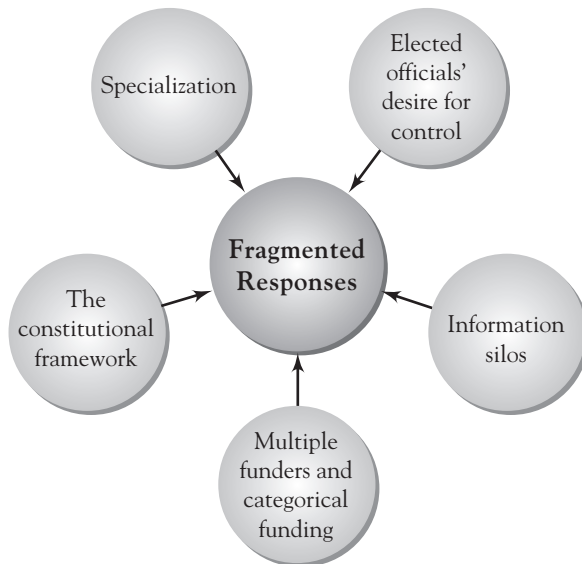 Specialization
Elected
officials’
desire for
control
Fragmented
Responses
The
constitutional
framework
Information
silos
Multiple
funders and
categorical
funding